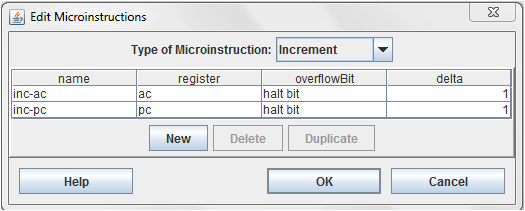 Edit Microinstructions
Type of Microinstruction: Increment
name register overflowBit delta
inc-ac ac halt bit 1
inc-pc pc halt bit 1
New Delete Duplicate
Help OK Cancel